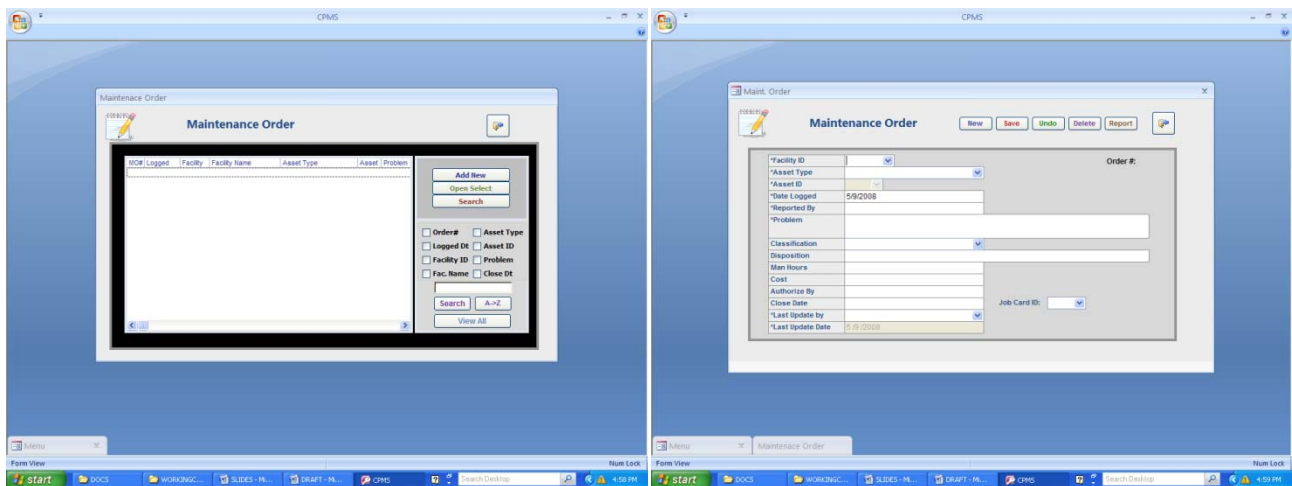 CPMS
Maintenace Order
Maintenance Order
MO# Logged Facility Facility Name Asset Type Asset Problem
Add New
Open Select
Search
Order# Asset Type
Logged Dt Asset ID
Facility ID Problem
Fac. Name Close Dt
Search A->Z
View All
Menu
Form View Num Lock
start DOCS WORKINGC... SLIDES - Mi... DRAFT - Mi... CPMS Search Desktop 4:58 PM
CPMS
Maint. Order
Maintenance Order New Save Undo Delete Report
*Facility ID Order #:
*Asset Type
*Asset ID
*Date Logged 5/9/2008
*Reported By
*Problem
Classification
Disposition
Man Hours
Cost
Authorize By
Close Date Job Card ID:
*Last Update by
*Last Update Date 5/9/2008
Menu Maintenace Order
Form View Num Lock
start DOCS WORKINGC... SLIDES - Mi... DRAFT - Mi... CPMS Search Desktop 4:59 PM